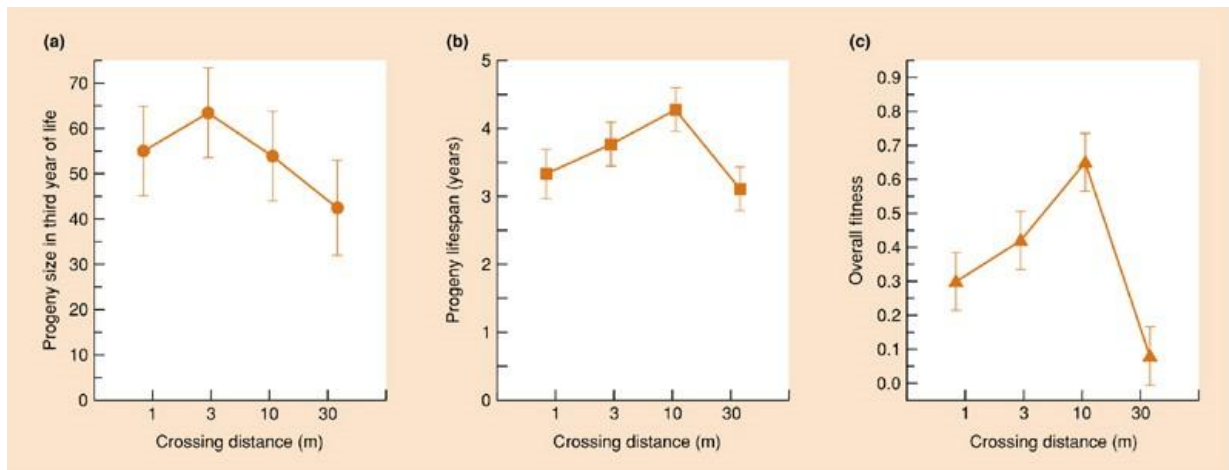 (a)
Progeny size in third year of life
70
60
50
40
30
20
10
0
1 3 10 30
Crossing distance (m)
(b)
Progeny lifespan (years)
5
4
3
2
1
0
1 3 10 30
Crossing distance (m)
(c)
Overall fitness
0.9
0.8
0.7
0.6
0.5
0.4
0.3
0.2
0.1
0.0
1 3 10 30
Crossing distance (m)